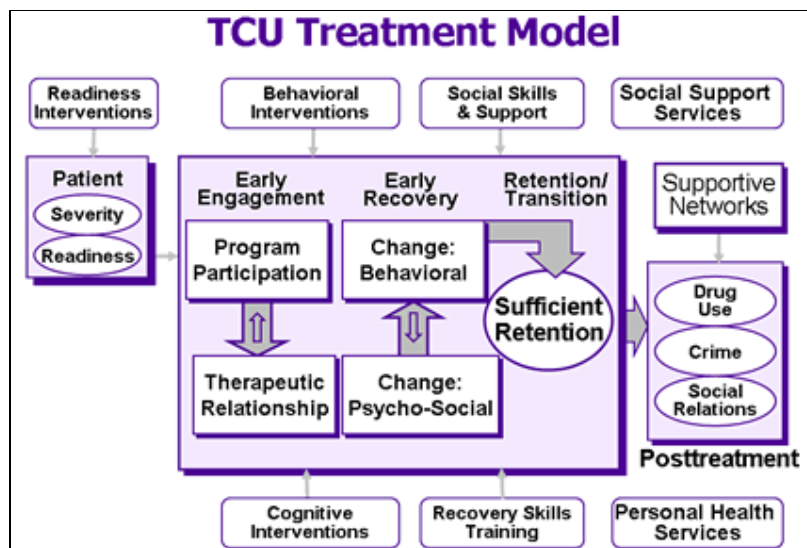 TCU Treatment Model
Readiness
Interventions
Behavioral
Interventions
Social Skills
& Support
Social Support
Services
Patient
Severity
Readiness
Early
Engagement
Program
Participation
Therapeutic
Relationship
Early
Recovery
Change:
Behavioral
Change:
Psycho-Social
Retention/
Transition
Sufficient
Retention
Supportive
Networks
Drug
Use
Crime
Social
Relations
Posttreatment
Cognitive
Interventions
Recovery Skills
Training
Personal Health
Services